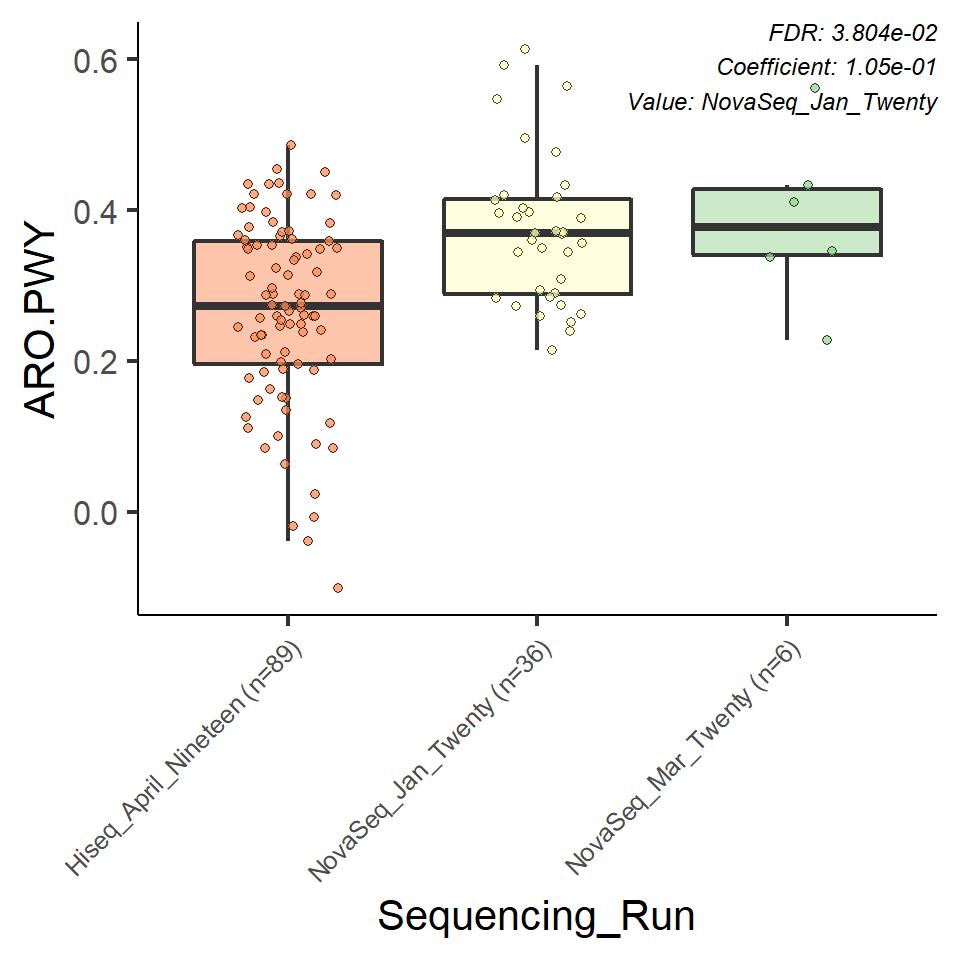 FDR: 3.804e-02
Coefficient: 1.05e-01
Value: NovaSeq_Jan_Twenty
0.6
0.4
0.2
0.0
ARO.PWY
Hiseq_April_Nineteen (n=89)
NovaSeq_Jan_Twenty (n=36)
NovaSeq_Mar_Twenty (n=6)
Sequencing_Run